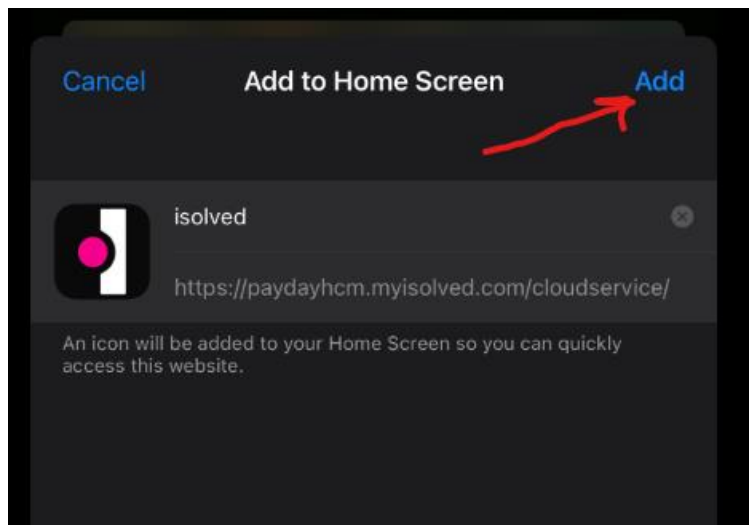 Cancel Add to Home Screen Add
isolved
https://paydayhcm.myisolved.com/cloudservice/
An icon will be added to your Home Screen so you can quickly
access this website.